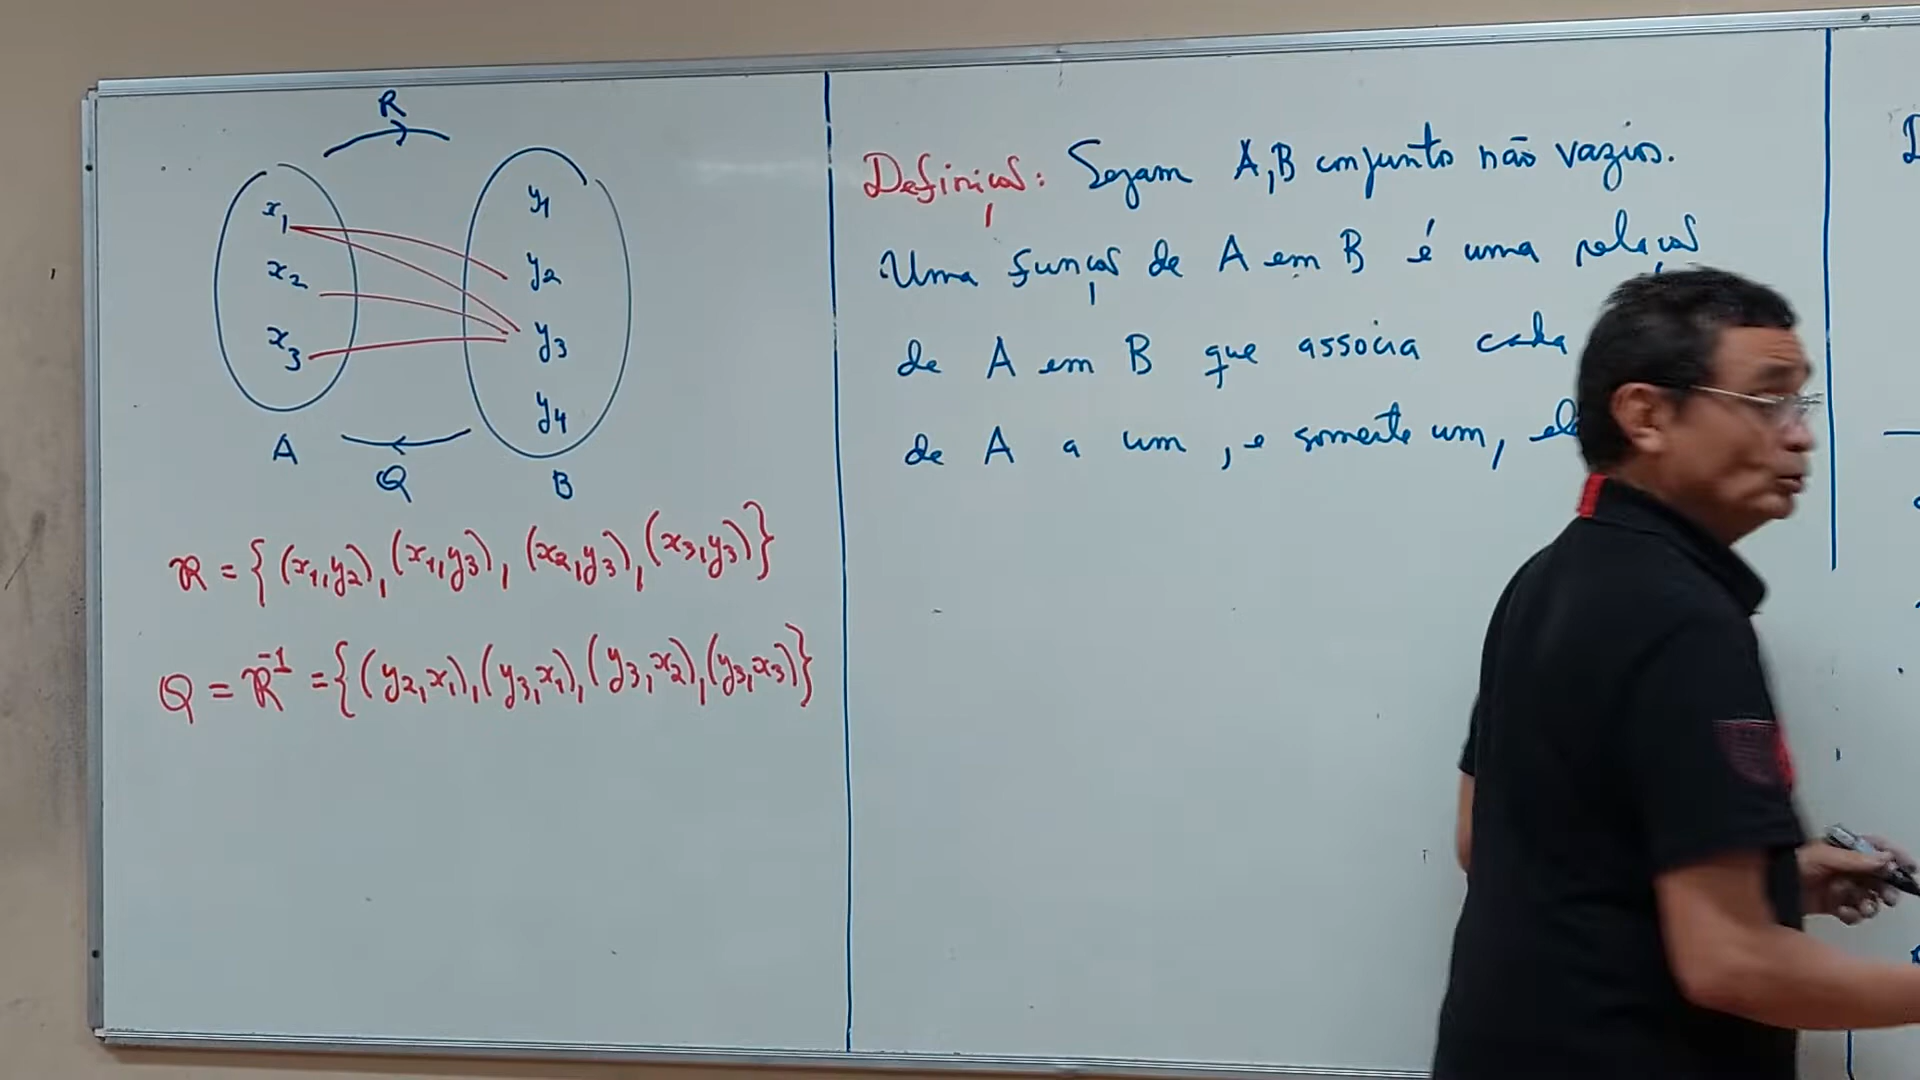 R
x₁
x₂
x₃
A
y₁
y₂
y₃
y₄
B
Q
R = {(x₁,y₂), (x₁,y₃), (x₂,y₃), (x₃,y₃)}
Q = R⁻¹ = {(y₂,x₁), (y₃,x₁), (y₃,x₂), (y₃,x₃)}
Definição: Sejam A,B conjunto não vazios.
Uma função de A em B é uma relação
de A em B que associa cada
de A a um, e somente um, ele